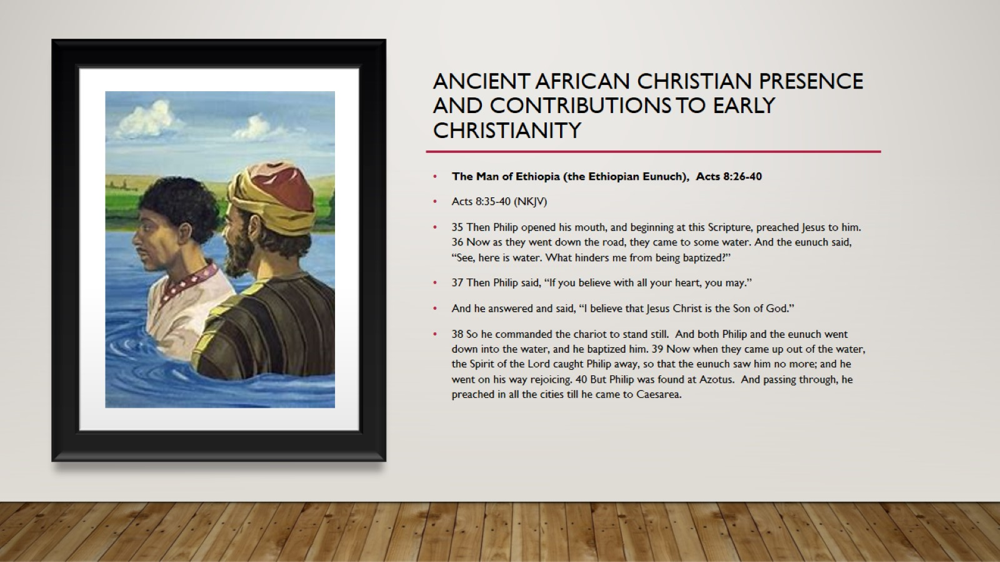 ANCIENT AFRICAN CHRISTIAN PRESENCE
AND CONTRIBUTIONS TO EARLY
CHRISTIANITY
• The Man of Ethiopia (the Ethiopian Eunuch),  Acts 8:26-40
• Acts 8:35-40 (NKJV)
• 35 Then Philip opened his mouth, and beginning at this Scripture, preached Jesus to him.
36 Now as they went down the road, they came to some water. And the eunuch said,
“See, here is water. What hinders me from being baptized?”
• 37 Then Philip said, “If you believe with all your heart, you may.”
• And he answered and said, “I believe that Jesus Christ is the Son of God.”
• 38 So he commanded the chariot to stand still.  And both Philip and the eunuch went
down into the water, and he baptized him. 39 Now when they came up out of the water,
the Spirit of the Lord caught Philip away, so that the eunuch saw him no more; and he
went on his way rejoicing. 40 But Philip was found at Azotus.  And passing through, he
preached in all the cities till he came to Caesarea.